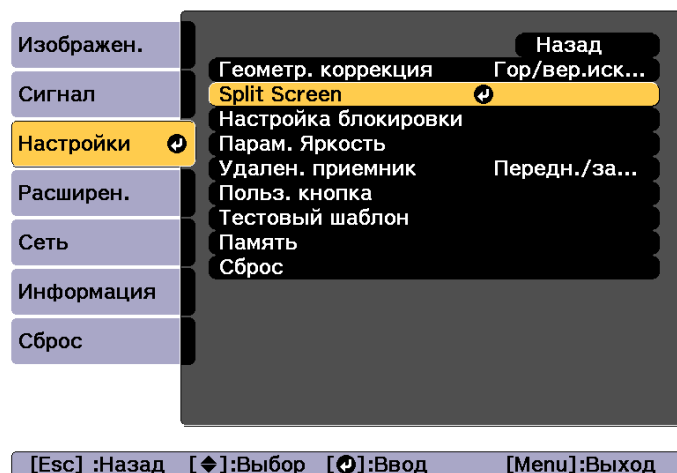 Изображен.
Сигнал
Настройки
Расширен.
Сеть
Информация
Сброс
Назад
Геометр. коррекция Гор/вер.иск...
Split Screen
Настройка блокировки
Парам. Яркость
Удален. приемник Передн./за...
Польз. кнопка
Тестовый шаблон
Память
Сброс
[Esc] :Назад [◆]:Выбор [⏎]:Ввод [Menu]:Выход